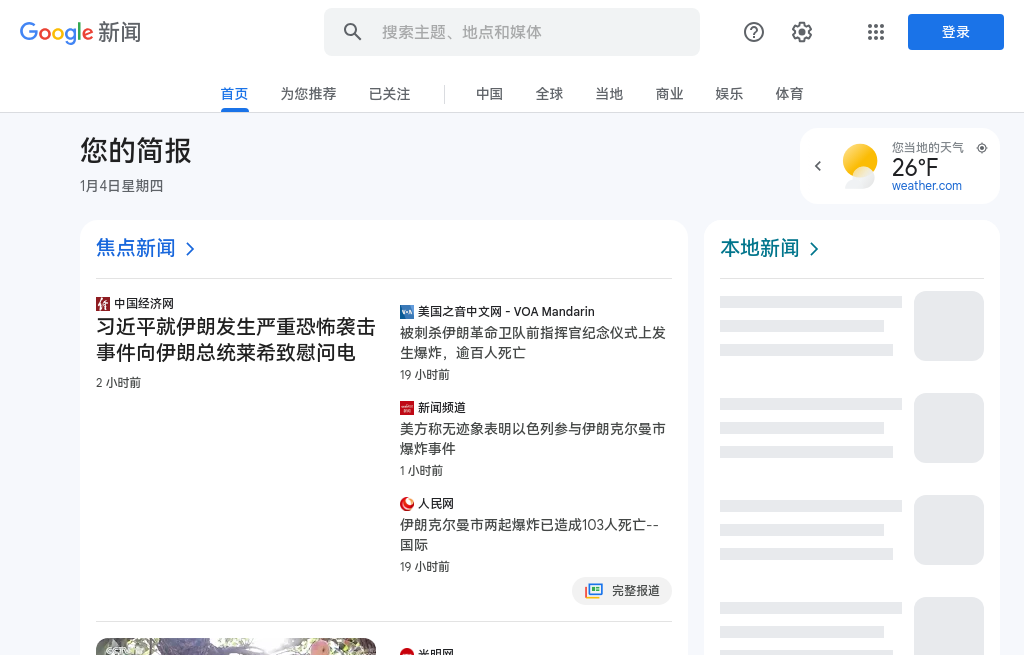 Google 新闻
搜索主题、地点和媒体
登录
首页
为您推荐
已关注
中国
全球
当地
商业
娱乐
体育
您的简报
1月4日星期四
您当地的天气
26°F
weather.com
焦点新闻
中国经济网
习近平就伊朗发生严重恐怖袭击
事件向伊朗总统莱希致慰问电
2 小时前
美国之音中文网 - VOA Mandarin
被刺杀伊朗革命卫队前指挥官纪念仪式上发
生爆炸，逾百人死亡
19 小时前
新闻频道
美方称无迹象表明以色列参与伊朗克尔曼市
爆炸事件
1 小时前
人民网
伊朗克尔曼市两起爆炸已造成103人死亡--
国际
19 小时前
完整报道
光明网
本地新闻